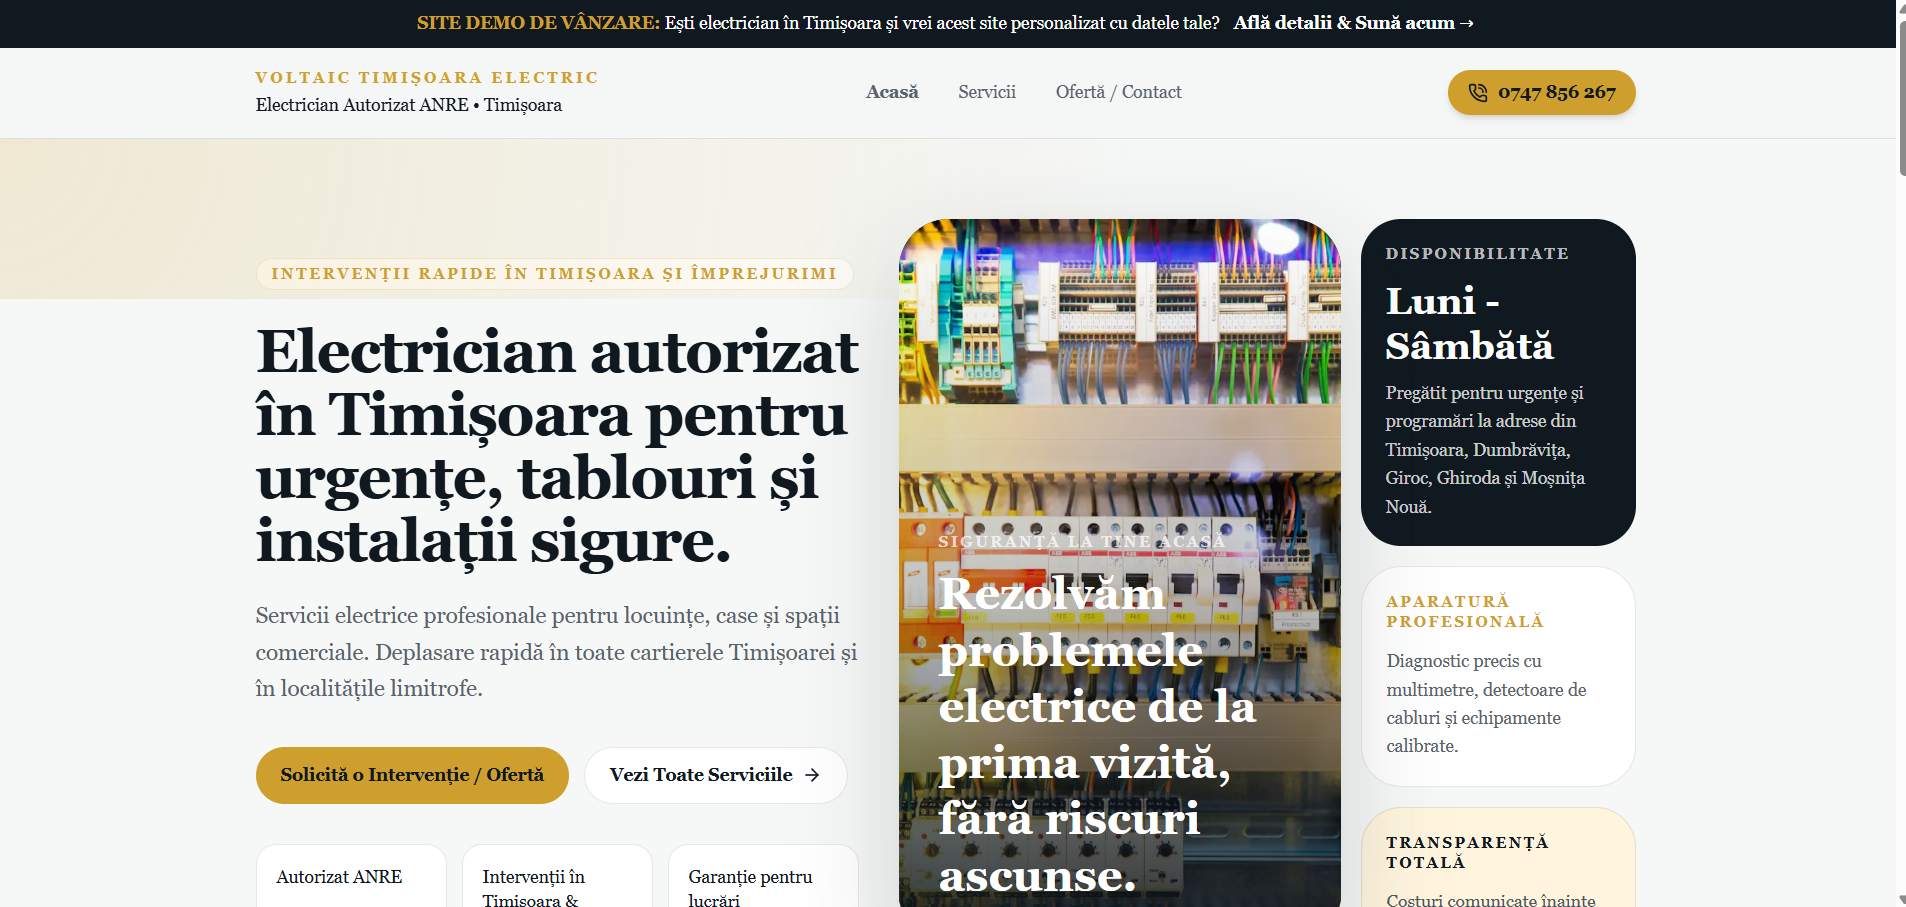 SITE DEMO DE VÂNZARE: Ești electrician în Timișoara și vrei acest site personalizat cu datele tale? Află detalii & Sună acum →
VOLTAIC TIMIȘOARA ELECTRIC
Electrician Autorizat ANRE • Timișoara
Acasă
Servicii
Ofertă / Contact
0747 856 267
INTERVENȚII RAPIDE ÎN TIMIȘOARA ȘI ÎMPREJURIMI
Electrician autorizat
în Timișoara pentru
urgențe, tablouri și
instalații sigure.
Servicii electrice profesionale pentru locuințe, case și spații
comerciale. Deplasare rapidă în toate cartierele Timișoarei și
în localitățile limitrofe.
Solicită o Intervenție / Ofertă
Vezi Toate Serviciile →
Autorizat ANRE
Intervenții în
Timișoara &
Garanție pentru
lucrări
SIGURANȚĂ LA TINE ACASĂ
Rezolvăm
problemele
electrice de la
prima vizită,
fără riscuri
ascunse.
DISPONIBILITATE
Luni -
Sâmbătă
Pregătit pentru urgențe și
programări la adrese din
Timișoara, Dumbrăvița,
Giroc, Ghiroda și Moșnița
Nouă.
APARATURĂ
PROFESIONALĂ
Diagnostic precis cu
multimetre, detectoare de
cabluri și echipamente
calibrate.
TRANSPARENȚĂ
TOTALĂ
Costuri comunicate înainte